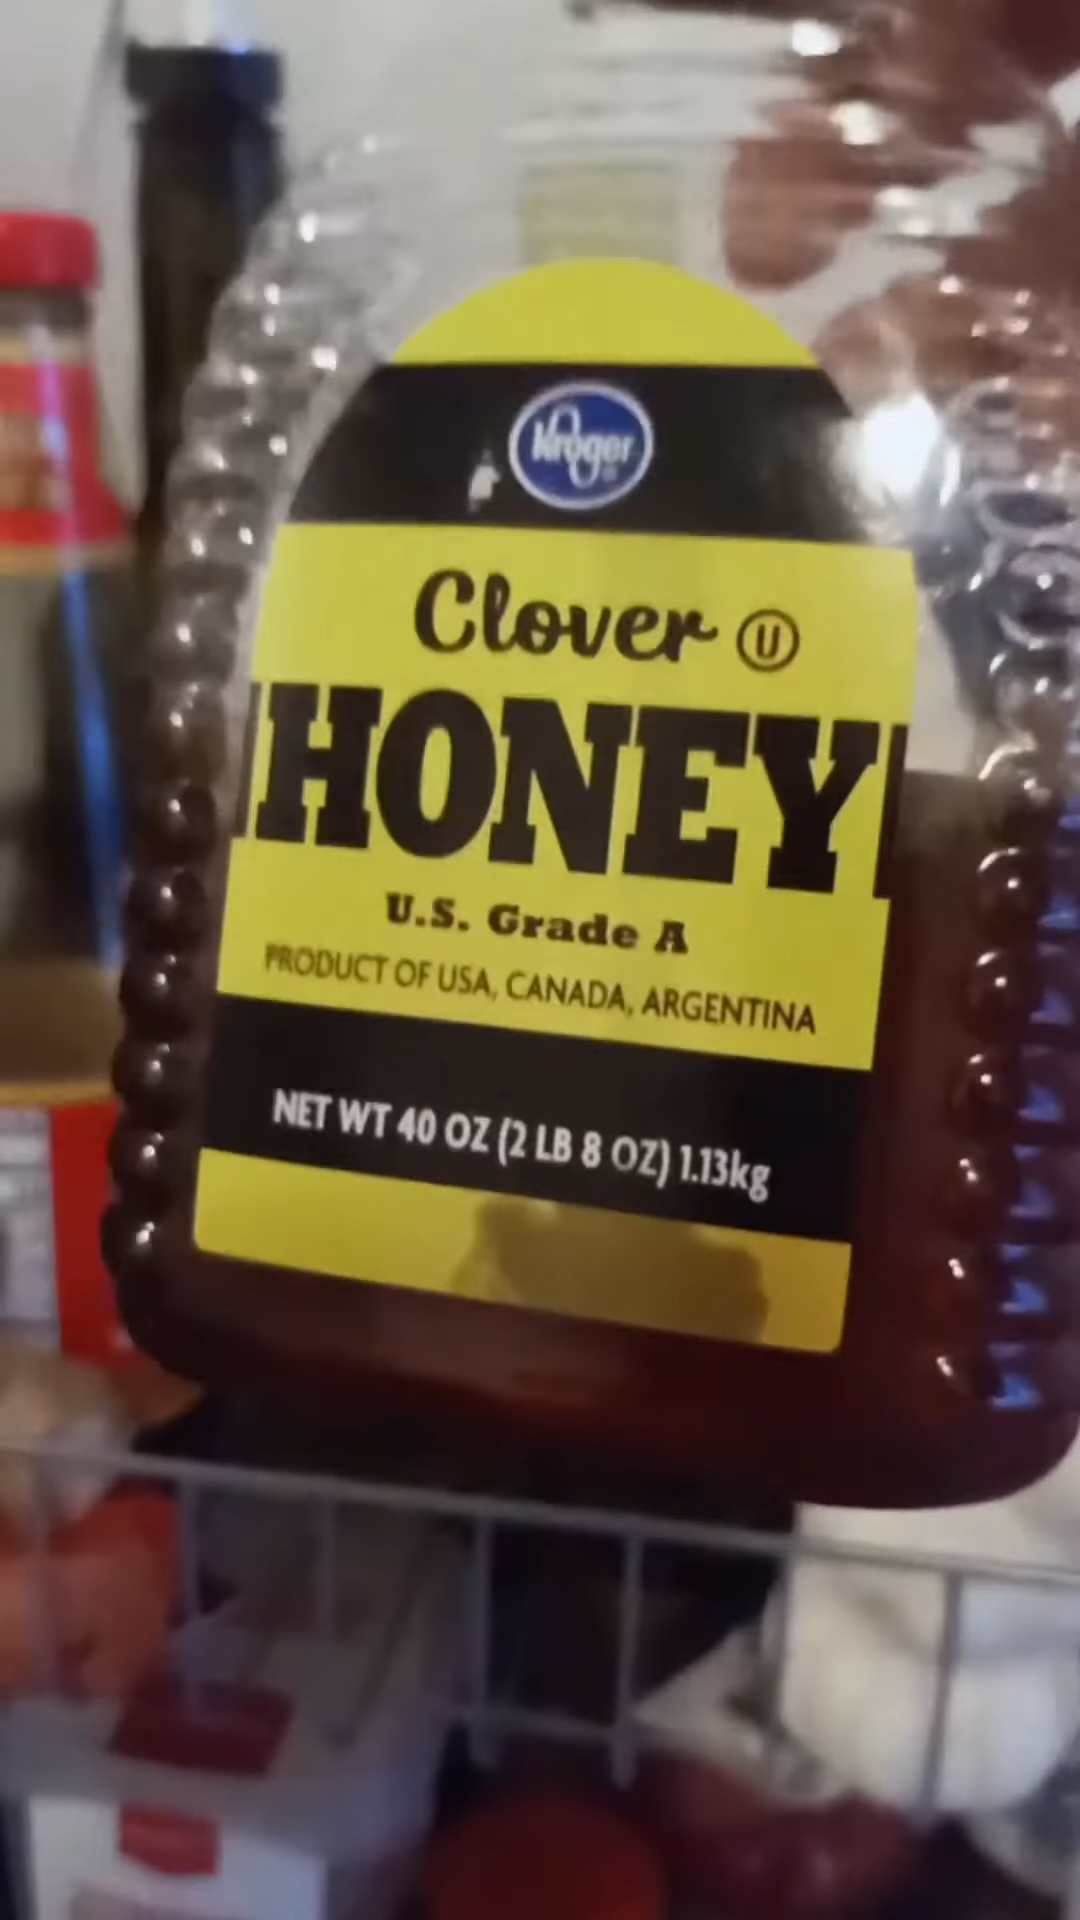 Kroger
Clover U
HONEY
U.S. Grade A
PRODUCT OF USA, CANADA, ARGENTINA
NET WT 40 OZ (2 LB 8 OZ) 1.13kg